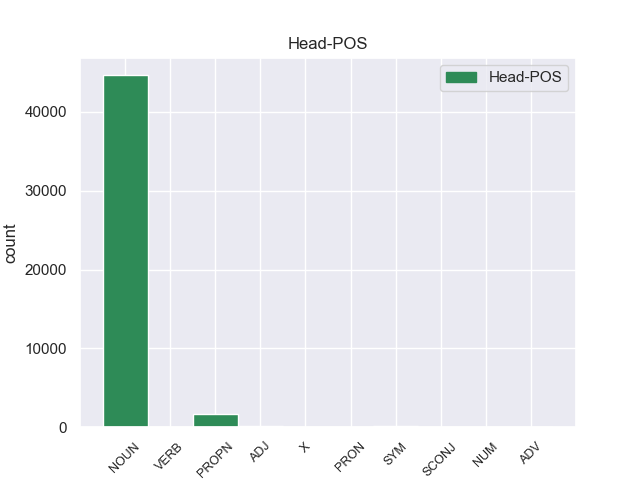 Head-POS
Head-POS
40000
30000
20000
10000
0
count
NOUN
VERB
PROPN
ADJ
X
PRON
SYM
SCONJ
NUM
ADV